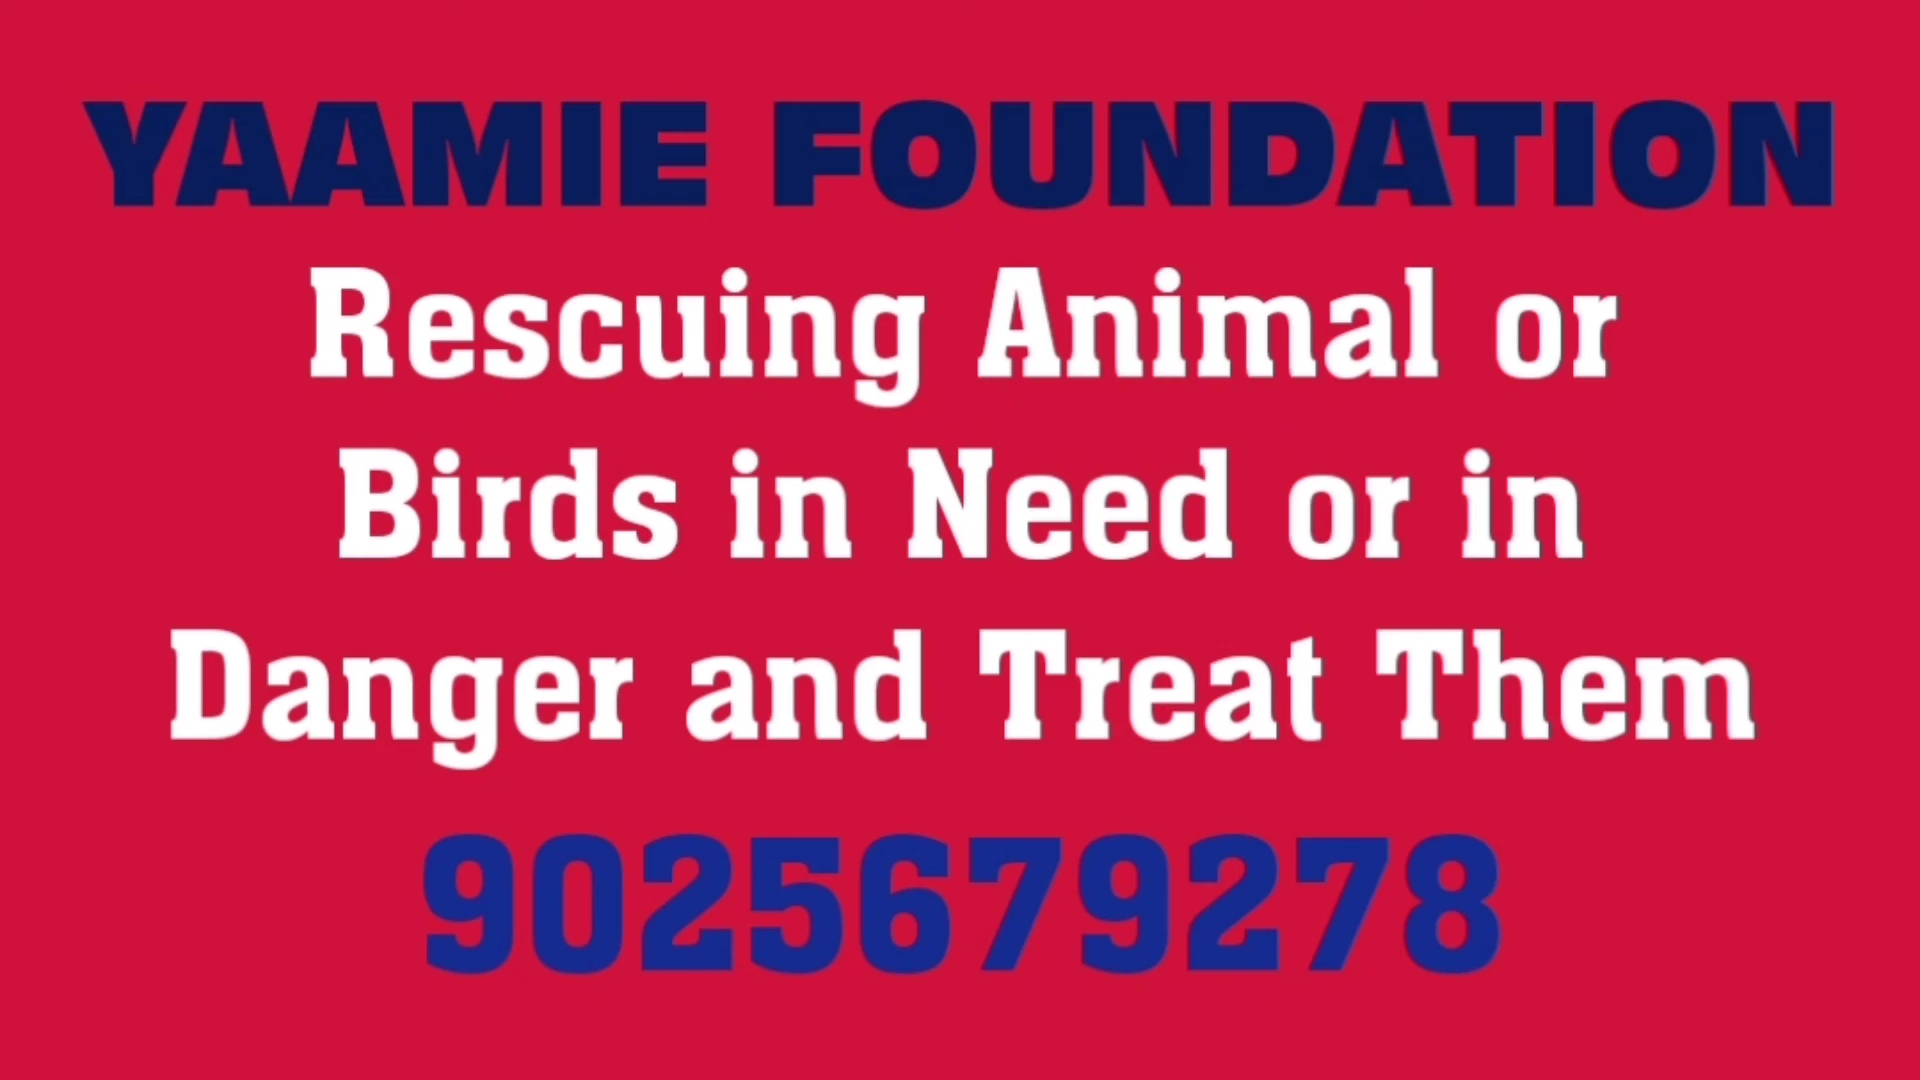 YAAMIE FOUNDATION
Rescuing Animal or
Birds in Need or in
Danger and Treat Them
9025679278